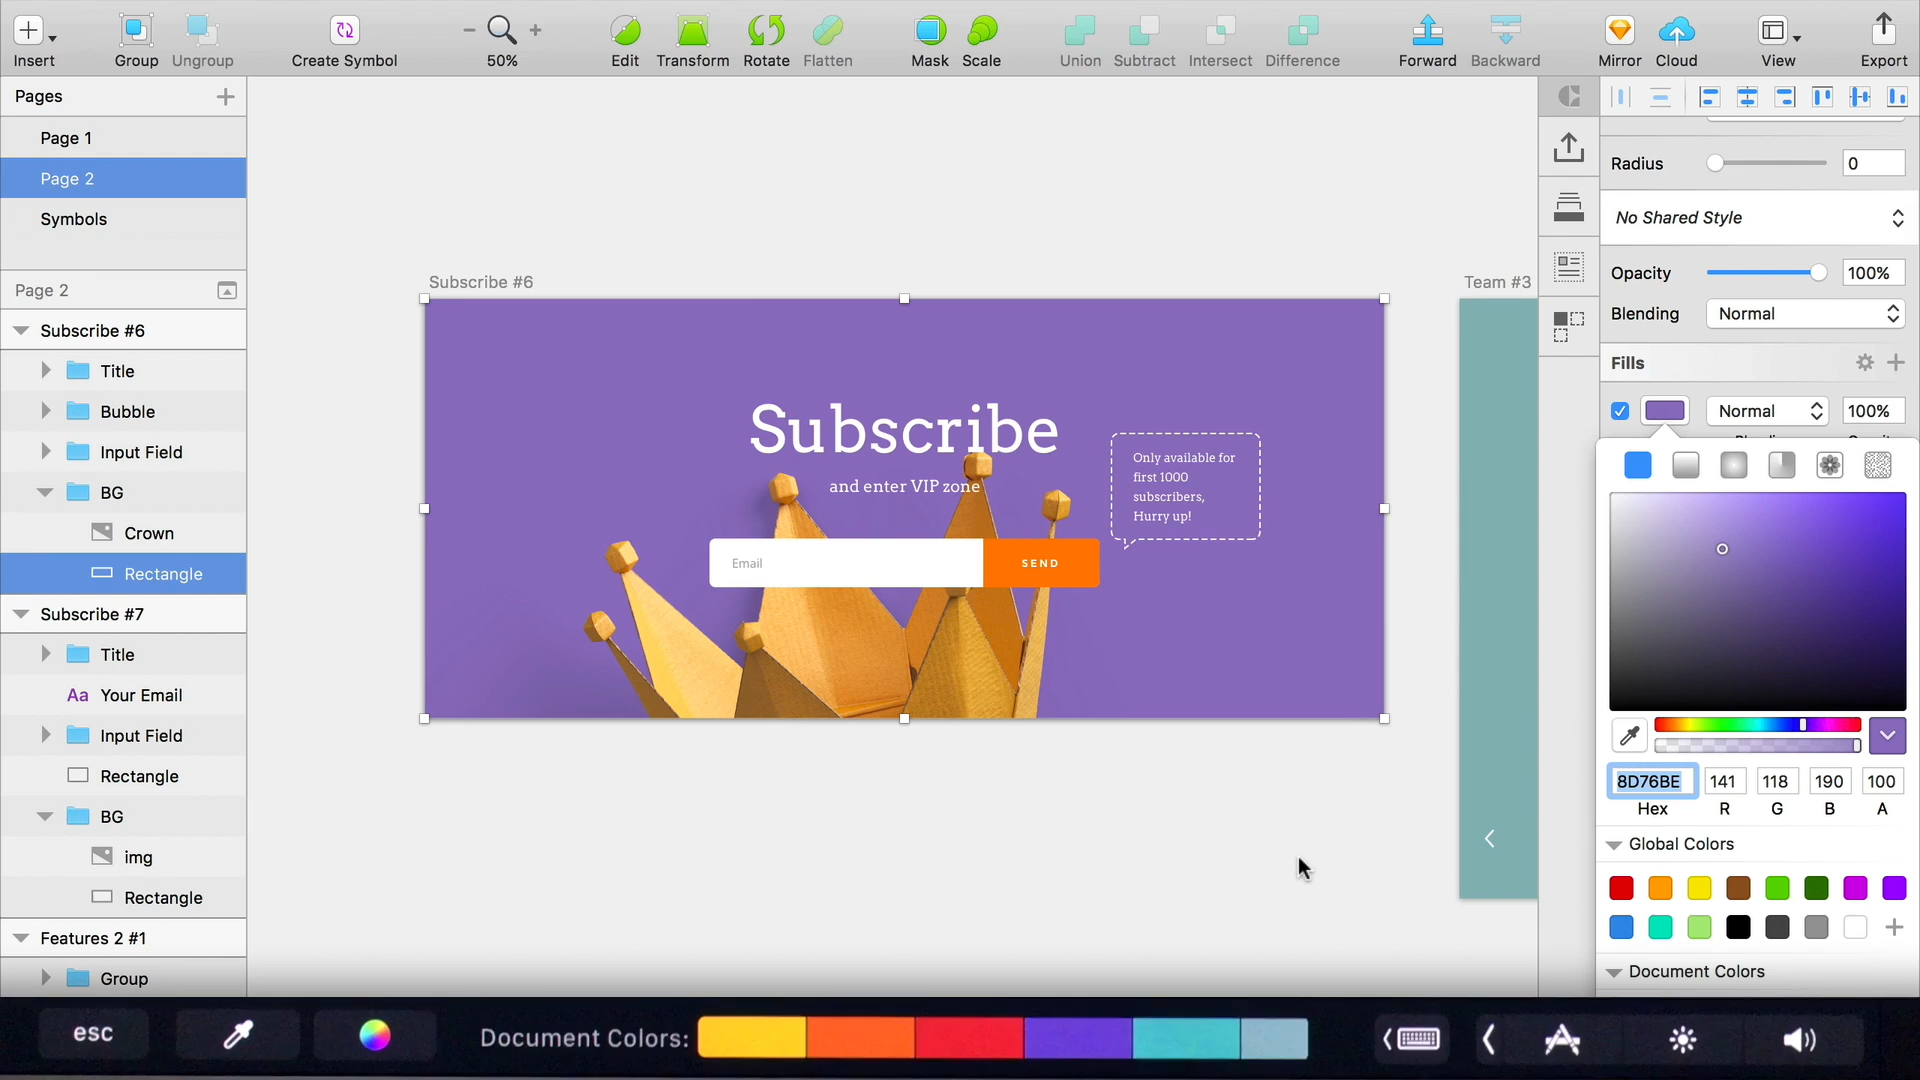 Insert
Group
Ungroup
Create Symbol
50%
Edit
Transform
Rotate
Flatten
Mask
Scale
Union
Subtract
Intersect
Difference
Forward
Backward
Mirror
Cloud
View
Export
Pages
Page 1
Page 2
Symbols
Page 2
Subscribe #6
Title
Bubble
Input Field
BG
Crown
Rectangle
Subscribe #7
Title
Aa Your Email
Input Field
Rectangle
BG
img
Rectangle
Features 2 #1
Group
Subscribe #6
Subscribe
and enter VIP zone
Email
SEND
Only available for
first 1000
subscribers,
Hurry up!
Team #3
Radius 0
No Shared Style
Opacity 100%
Blending Normal
Fills
Normal 100%
8D76BE 141 118 190 100
Hex R G B A
Global Colors
Document Colors
esc
Document Colors: